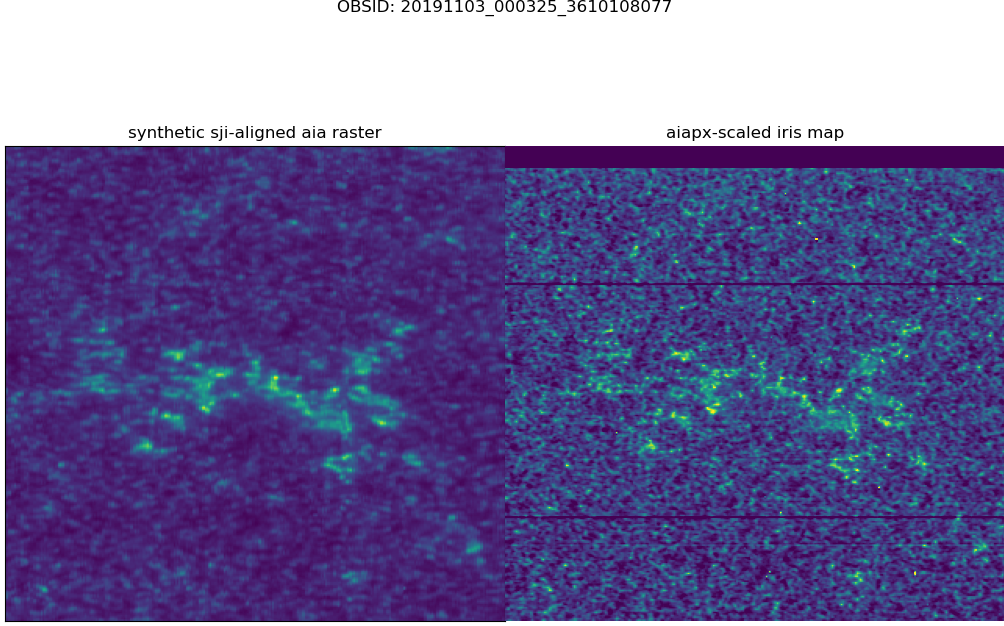 OBSID: 20191103_000325_3610108077
synthetic sji-aligned aia raster
aiapx-scaled iris map